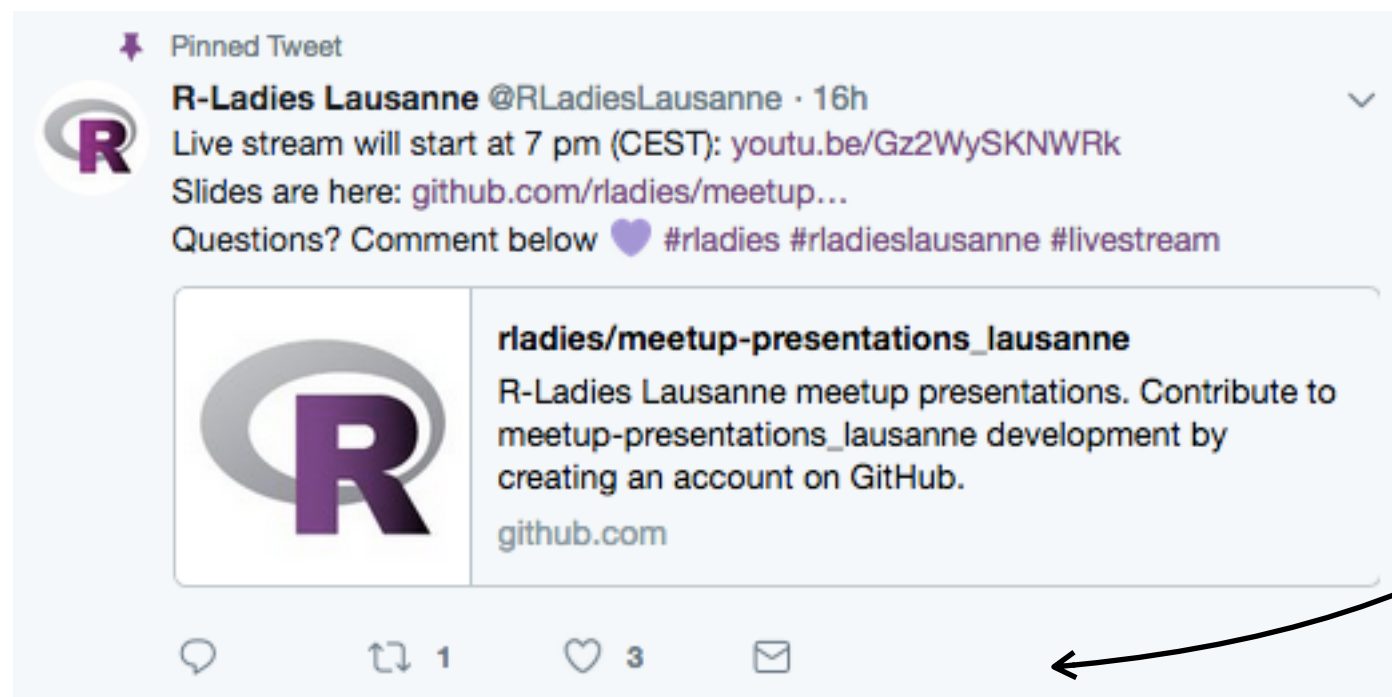 Pinned Tweet
R-Ladies Lausanne @RLadiesLausanne · 16h
Live stream will start at 7 pm (CEST): youtu.be/Gz2WySKNWRk
Slides are here: github.com/rladies/meetup...
Questions? Comment below 💜 #rladies #rladieslausanne #livestream
R
R
rladies/meetup-presentations_lausanne
R-Ladies Lausanne meetup presentations. Contribute to
meetup-presentations_lausanne development by
creating an account on GitHub.
github.com
1 3